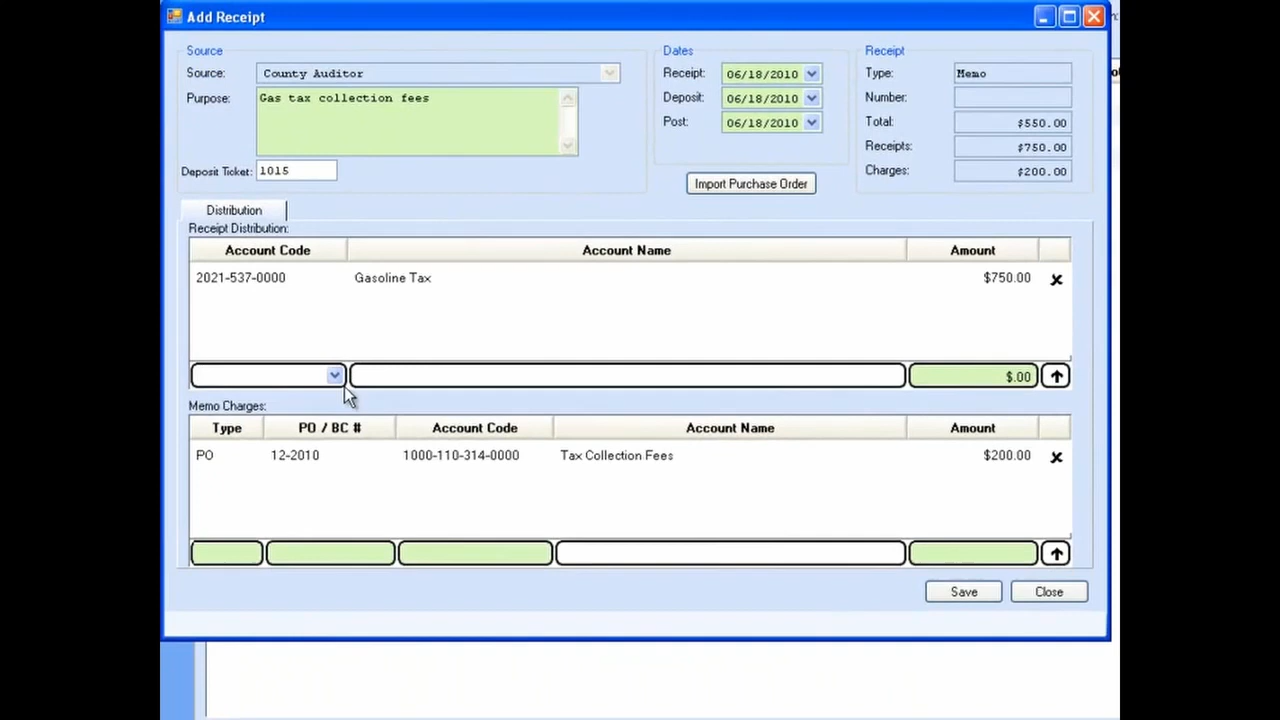 Add Receipt
Source
Source: County Auditor
Purpose: Gas tax collection fees
Deposit Ticket: 1015
Dates
Receipt: 06/18/2010
Deposit: 06/18/2010
Post: 06/18/2010
Import Purchase Order
Receipt
Type: Memo
Number:
Total: $550.00
Receipts: $750.00
Charges: $200.00
Distribution
Receipt Distribution:
Account Code Account Name Amount
2021-537-0000 Gasoline Tax $750.00
$.00
Memo Charges:
Type PO / BC # Account Code Account Name Amount
PO 12-2010 1000-110-314-0000 Tax Collection Fees $200.00
Save Close